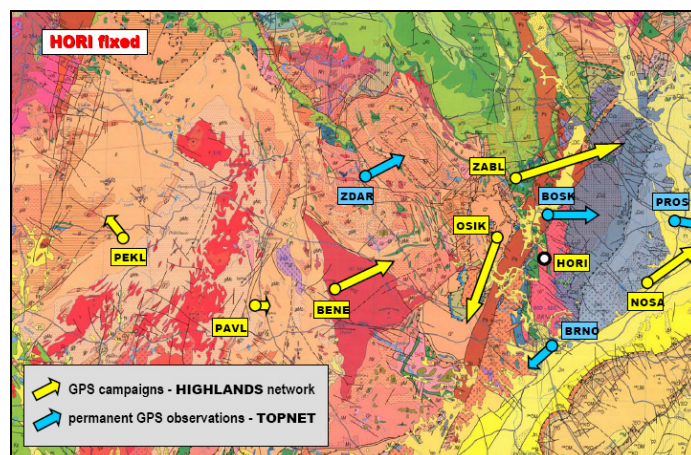 HORI fixed
ZABL
ZDAR
BOSK
PROS
OSIK
PEKL
HORI
BENE
NOSA
PAVL
BRNO
GPS campaigns - HIGHLANDS network
permanent GPS observations - TOPNET